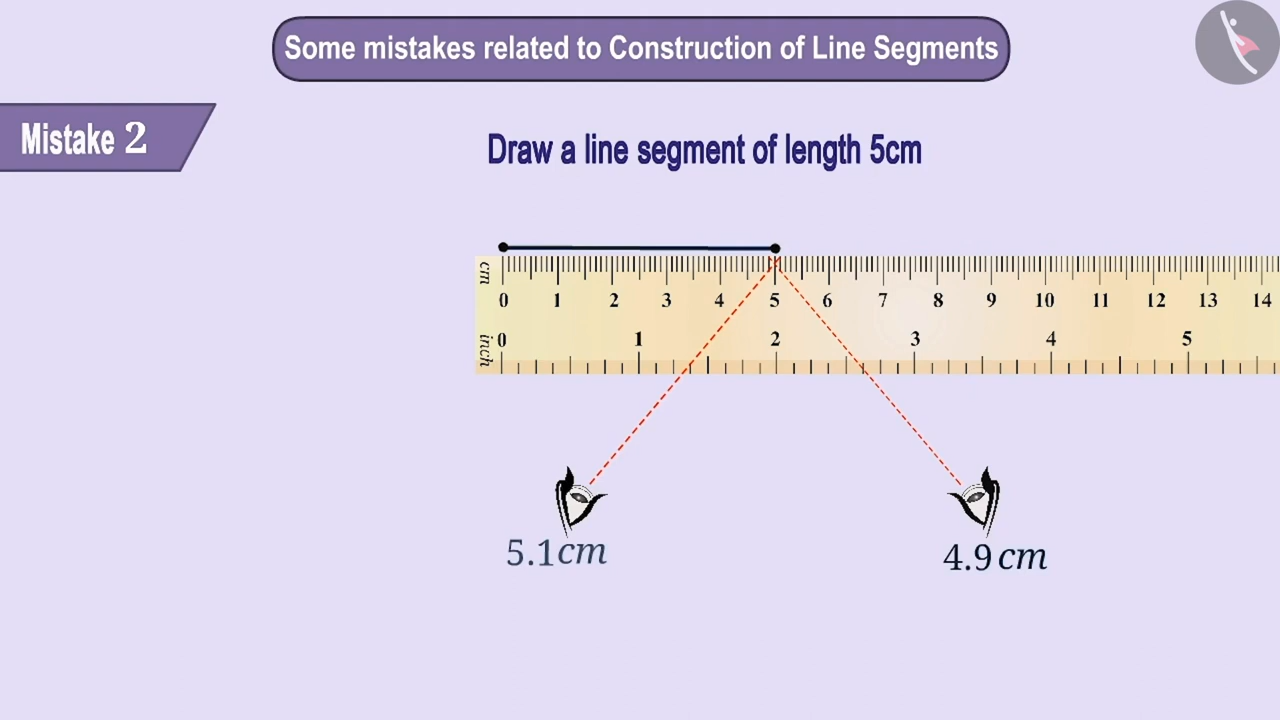 Some mistakes related to Construction of Line Segments
Mistake 2
Draw a line segment of length 5cm
cm
0 1 2 3 4 5 6 7 8 9 10 11 12 13 14
inch
0 1 2 3 4 5
5.1cm
4.9cm